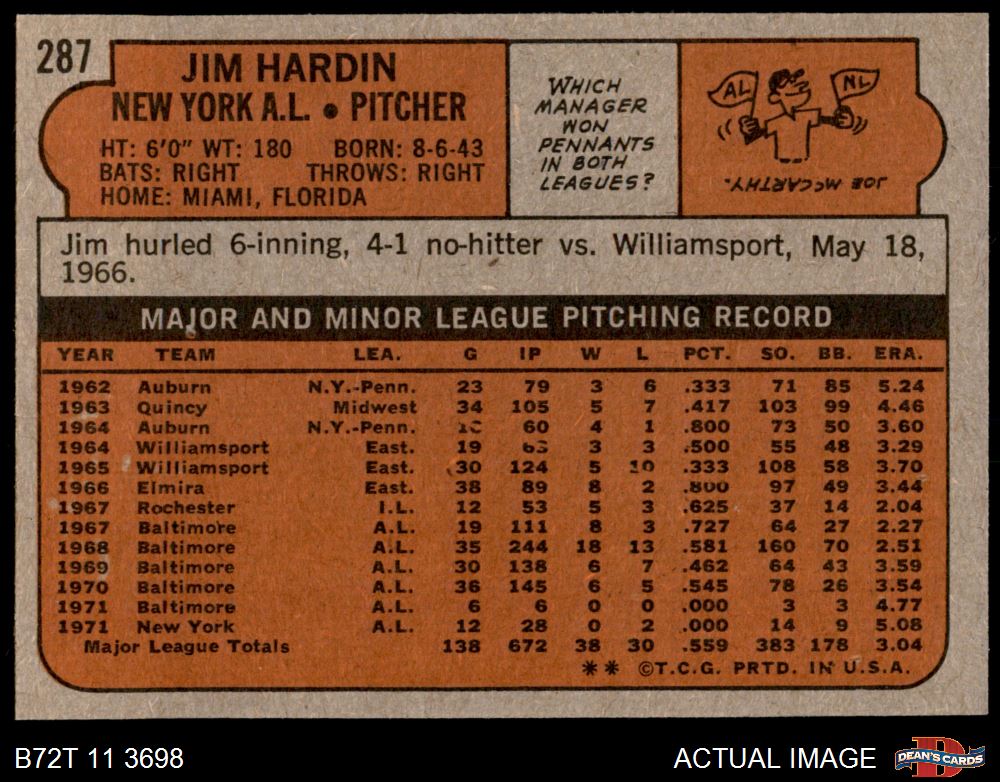 287
JIM HARDIN
NEW YORK A.L. • PITCHER
HT: 6'0" WT: 180 BORN: 8-6-43
BATS: RIGHT THROWS: RIGHT
HOME: MIAMI, FLORIDA
WHICH
MANAGER
WON
PENNANTS
IN BOTH
LEAGUES?
AL NL
JOE McCARTHY.
Jim hurled 6-inning, 4-1 no-hitter vs. Williamsport, May 18,
1966.
MAJOR AND MINOR LEAGUE PITCHING RECORD
YEAR TEAM LEA. G IP W L PCT. SO. BB. ERA.
1962 Auburn N.Y.-Penn. 23 79 3 6 .333 71 85 5.24
1963 Quincy Midwest 34 105 5 7 .417 103 99 4.46
1964 Auburn N.Y.-Penn. 60 4 1 .800 73 50 3.60
1964 Williamsport East. 19 63 3 3 .500 55 48 3.29
1965 Williamsport East. 30 124 5 10 .333 108 58 3.70
1966 Elmira East. 38 89 8 2 .800 97 49 3.44
1967 Rochester I.L. 12 53 5 3 .625 37 14 2.04
1967 Baltimore A.L. 19 111 8 3 .727 64 27 2.27
1968 Baltimore A.L. 35 244 18 13 .581 160 70 2.51
1969 Baltimore A.L. 30 138 6 7 .462 64 43 3.59
1970 Baltimore A.L. 36 145 6 5 .545 78 26 3.54
1971 Baltimore A.L. 6 6 0 0 .000 3 3 4.77
1971 New York A.L. 12 28 0 2 .000 14 9 5.08
Major League Totals 138 672 38 30 .559 383 178 3.04
** ©T.C.G. PRTD. IN U.S.A.
B72T 11 3698
ACTUAL IMAGE
D
DEAN'S CARDS